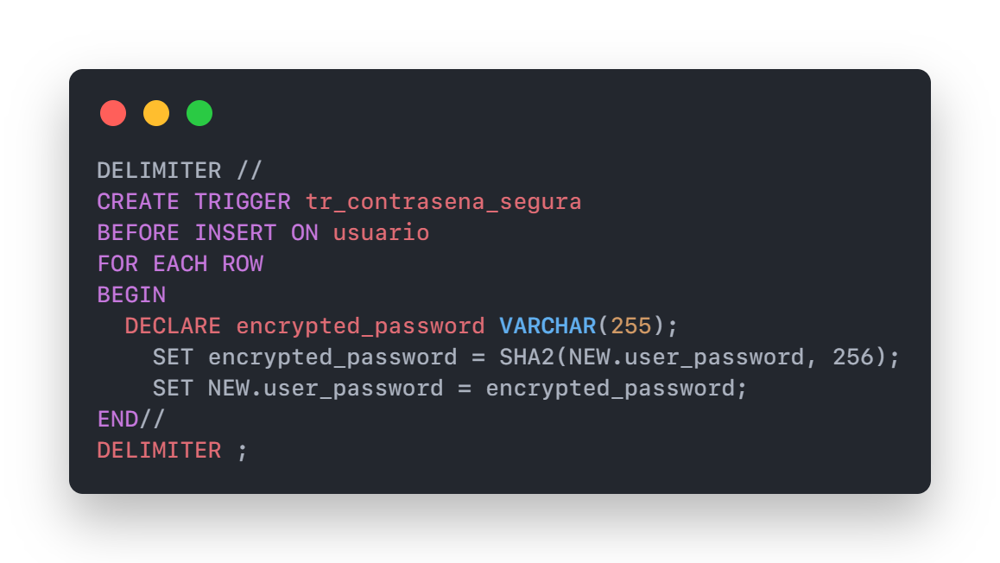 DELIMITER //
CREATE TRIGGER tr_contrasena_segura
BEFORE INSERT ON usuario
FOR EACH ROW
BEGIN
  DECLARE encrypted_password VARCHAR(255);
    SET encrypted_password = SHA2(NEW.user_password, 256);
    SET NEW.user_password = encrypted_password;
END//
DELIMITER ;